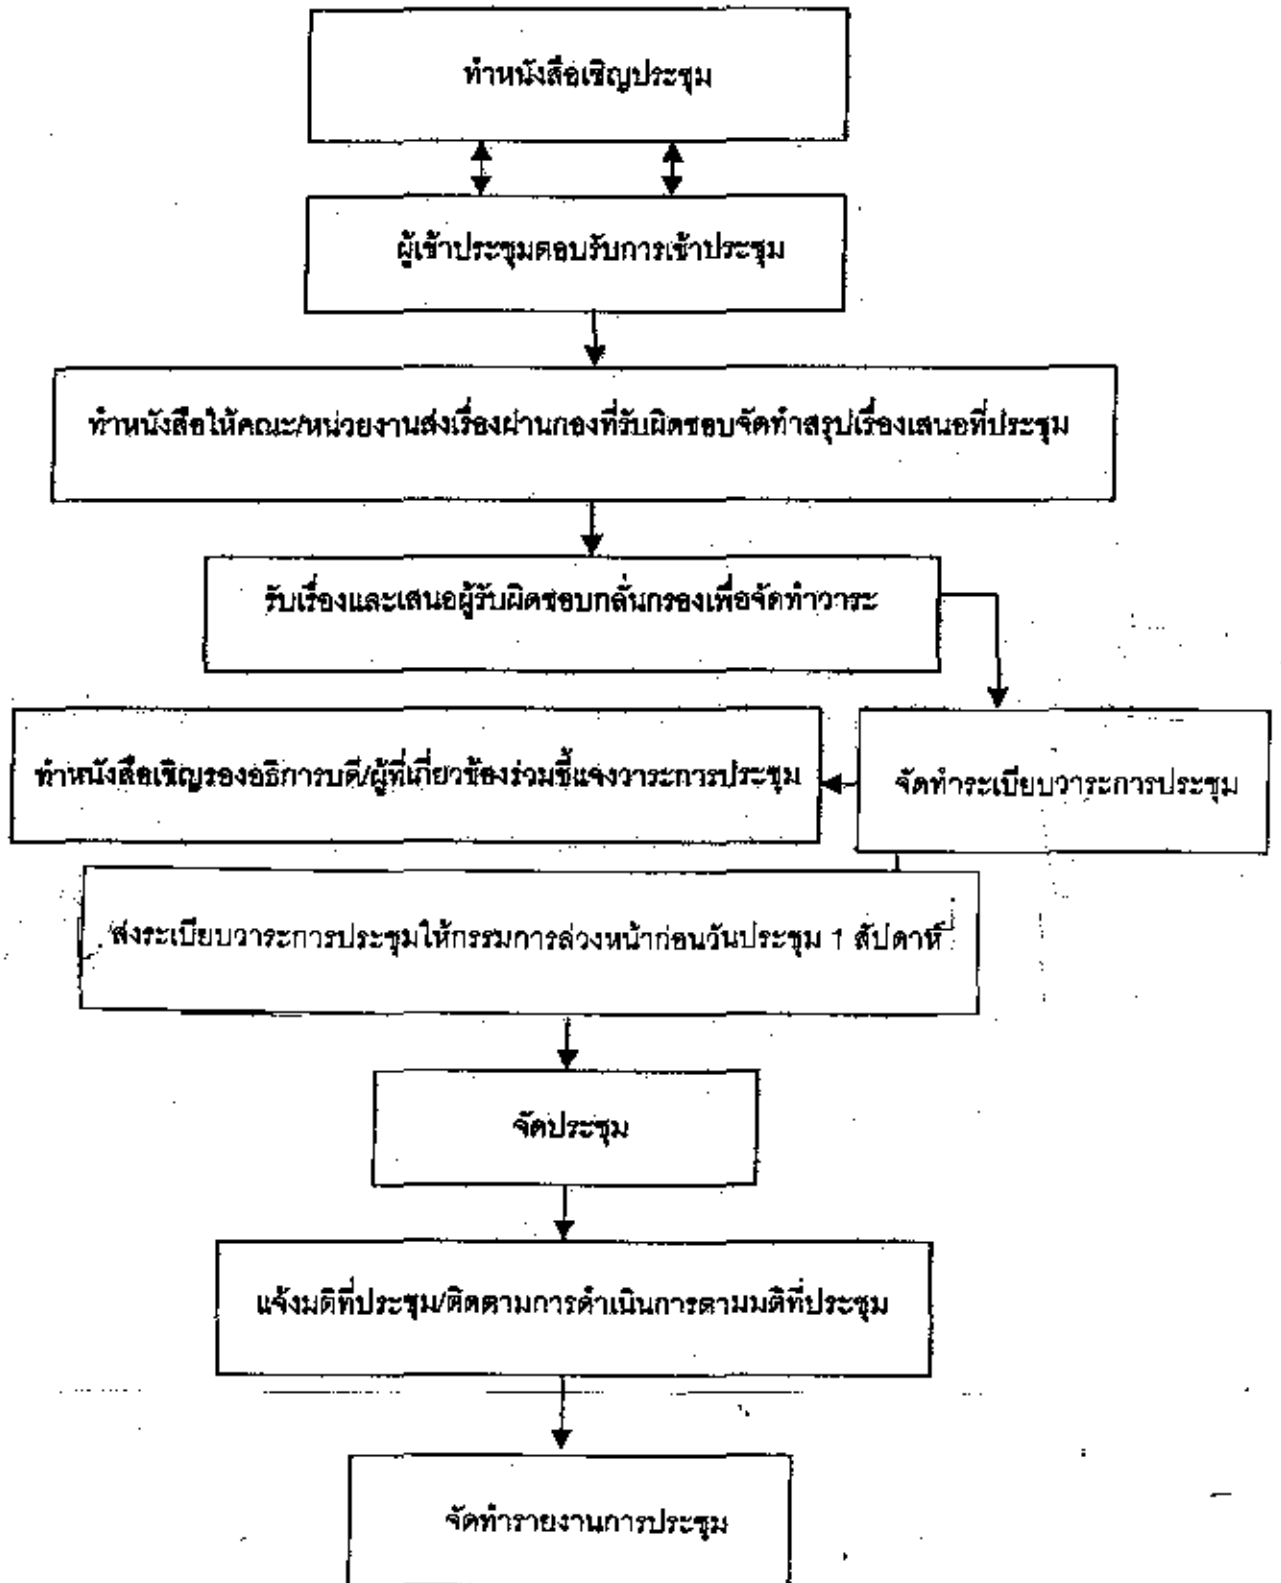 ทำหนังสือเชิญประชุม
ผู้เข้าประชุมตอบรับการเข้าประชุม
ทำหนังสือให้คณะ/หน่วยงานส่งเรื่องผ่านกองที่รับผิดชอบจัดทำสรุปเรื่องเสนอที่ประชุม
รับเรื่องและเสนอผู้รับผิดชอบกลั่นกรองเพื่อจัดทำวาระ
ทำหนังสือเชิญรองอธิการบดี/ผู้ที่เกี่ยวข้องร่วมชี้แจงวาระการประชุม
จัดทำระเบียบวาระการประชุม
ส่งระเบียบวาระการประชุมให้กรรมการล่วงหน้าก่อนวันประชุม 1 สัปดาห์
จัดประชุม
แจ้งมติที่ประชุม/ติดตามการดำเนินการตามมติที่ประชุม
จัดทำรายงานการประชุม